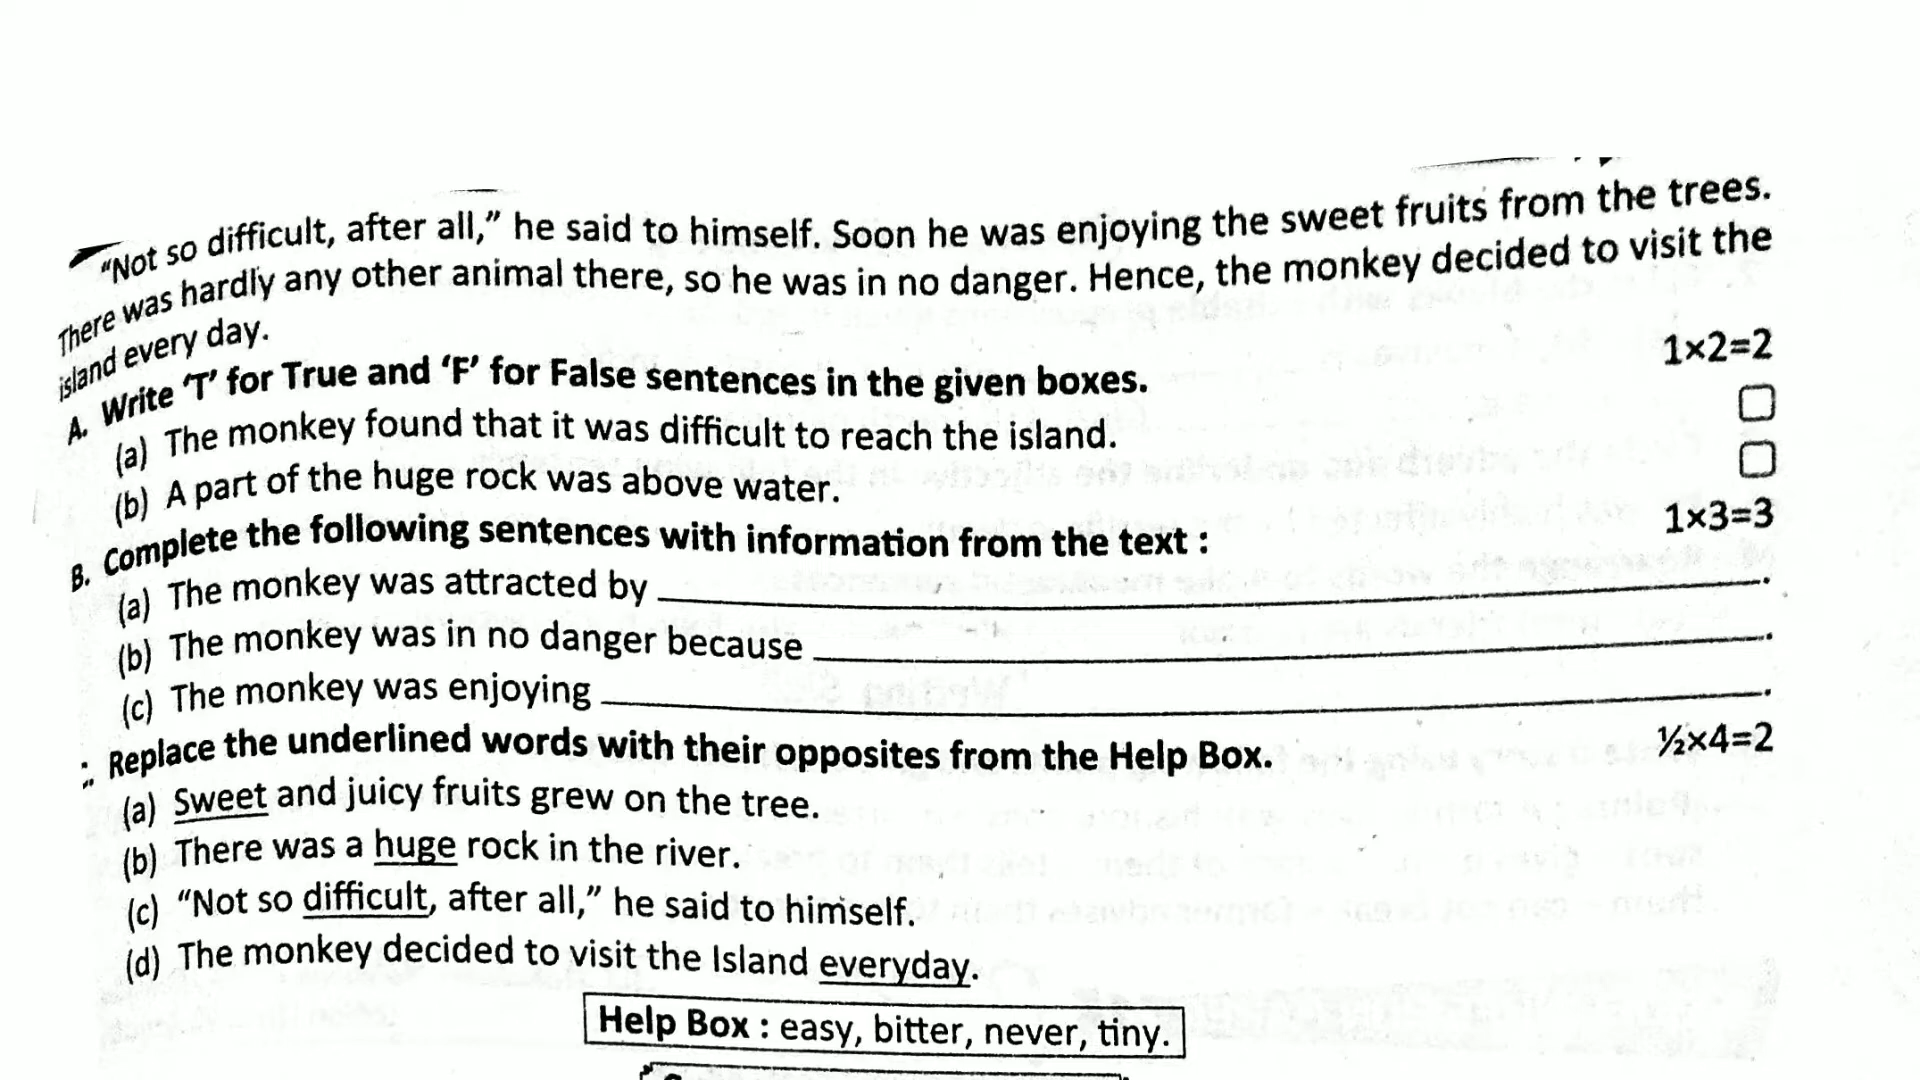 “Not so difficult, after all,” he said to himself. Soon he was enjoying the sweet fruits from the trees.
There was hardly any other animal there, so he was in no danger. Hence, the monkey decided to visit the
island every day.
A. Write ‘T’ for True and ‘F’ for False sentences in the given boxes. 1×2=2
(a) The monkey found that it was difficult to reach the island.
(b) A part of the huge rock was above water.
B. Complete the following sentences with information from the text : 1×3=3
(a) The monkey was attracted by ______.
(b) The monkey was in no danger because ______.
(c) The monkey was enjoying ______.
Replace the underlined words with their opposites from the Help Box. ½×4=2
(a) Sweet and juicy fruits grew on the tree.
(b) There was a huge rock in the river.
(c) “Not so difficult, after all,” he said to himself.
(d) The monkey decided to visit the Island everyday.
Help Box : easy, bitter, never, tiny.